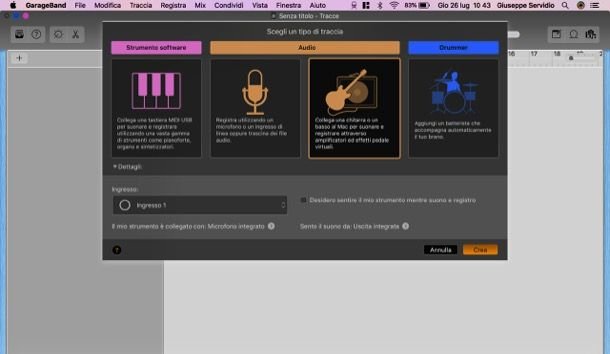 GarageBand File Modifica Traccia Registra Mix Condividi Vista Finestra Aiuto 83% Gio 26 lug 10 43 Giuseppe Servidio
Senza titolo - Tracce
Scegli un tipo di traccia
Strumento software Audio Drummer
Collega una tastiera MIDI USB
per suonare e registrare
utilizzando una vasta gamma
di strumenti come pianoforte,
organo e sintetizzatori.
Registra utilizzando un
microfono o un ingresso di
linea oppure trascina dei file
audio.
Collega una chitarra o un
basso al Mac per suonare e
registrare attraverso
amplificatori ed effetti pedale
virtuali.
Aggiungi un batterista che
accompagna automaticamente
il tuo brano.
Dettagli:
Ingresso:
Ingresso 1
Desidero sentire il mio strumento mentre suono e registro
Il mio strumento è collegato con: Microfono integrato
Sento il suono da: Uscita integrata
? Annulla Crea